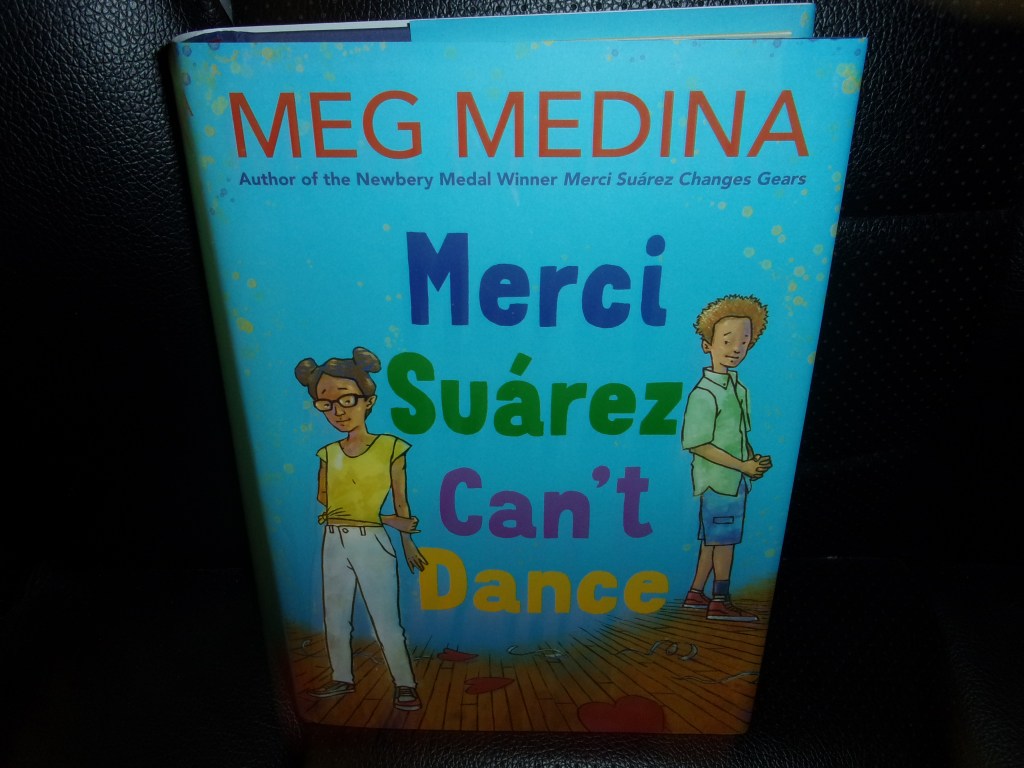 MEG MEDINA
Author of the Newbery Medal Winner Merci Suárez Changes Gears
Merci
Suárez
Can't
Dance